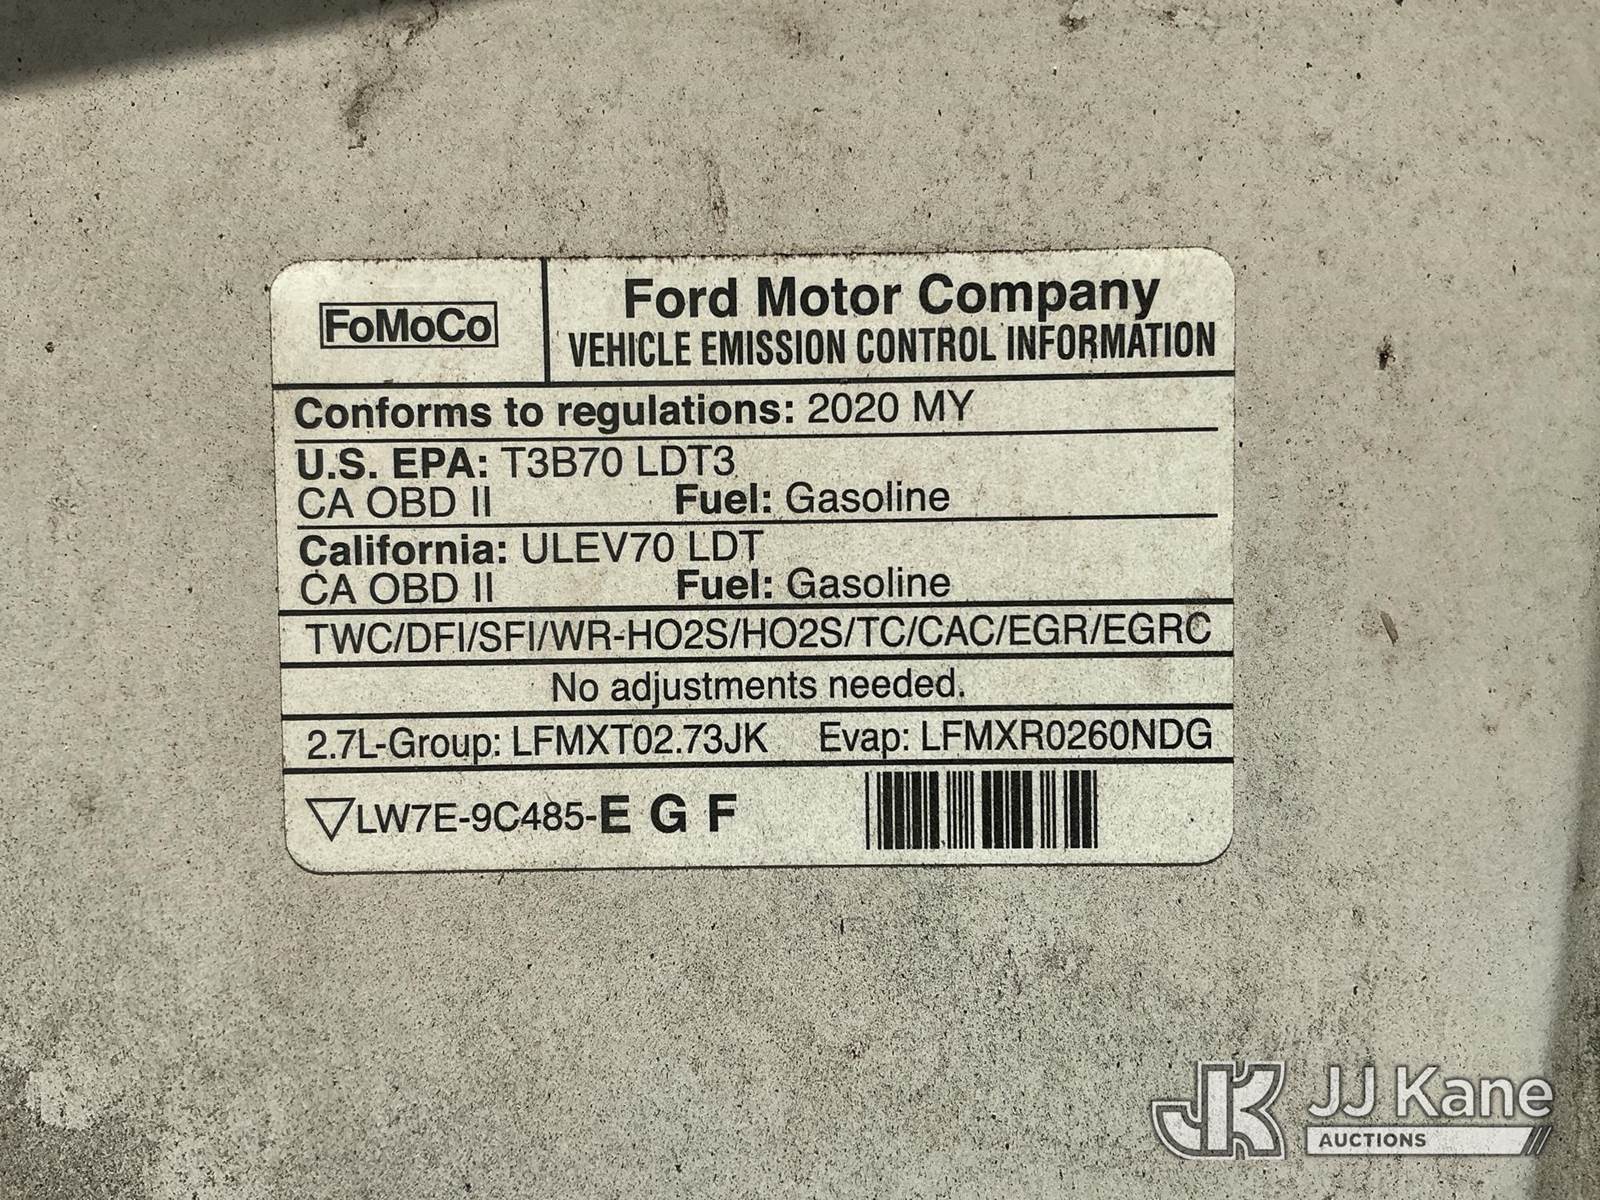 FoMoCo
Ford Motor Company
VEHICLE EMISSION CONTROL INFORMATION
Conforms to regulations: 2020 MY
U.S. EPA: T3B70 LDT3
CA OBD II Fuel: Gasoline
California: ULEV70 LDT
CA OBD II Fuel: Gasoline
TWC/DFI/SFI/WR-HO2S/HO2S/TC/CAC/EGR/EGRC
No adjustments needed.
2.7L-Group: LFMXT02.73JK Evap: LFMXR0260NDG
LW7E-9C485-E G F
JK JJ Kane
AUCTIONS